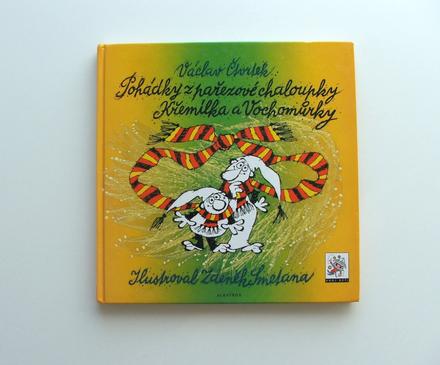 Václav Čtvrtek:
Pohádky z pařezové chaloupky
Křemílka a Vochomůrky
Ilustroval Zdeněk Smetana
ALBATROS